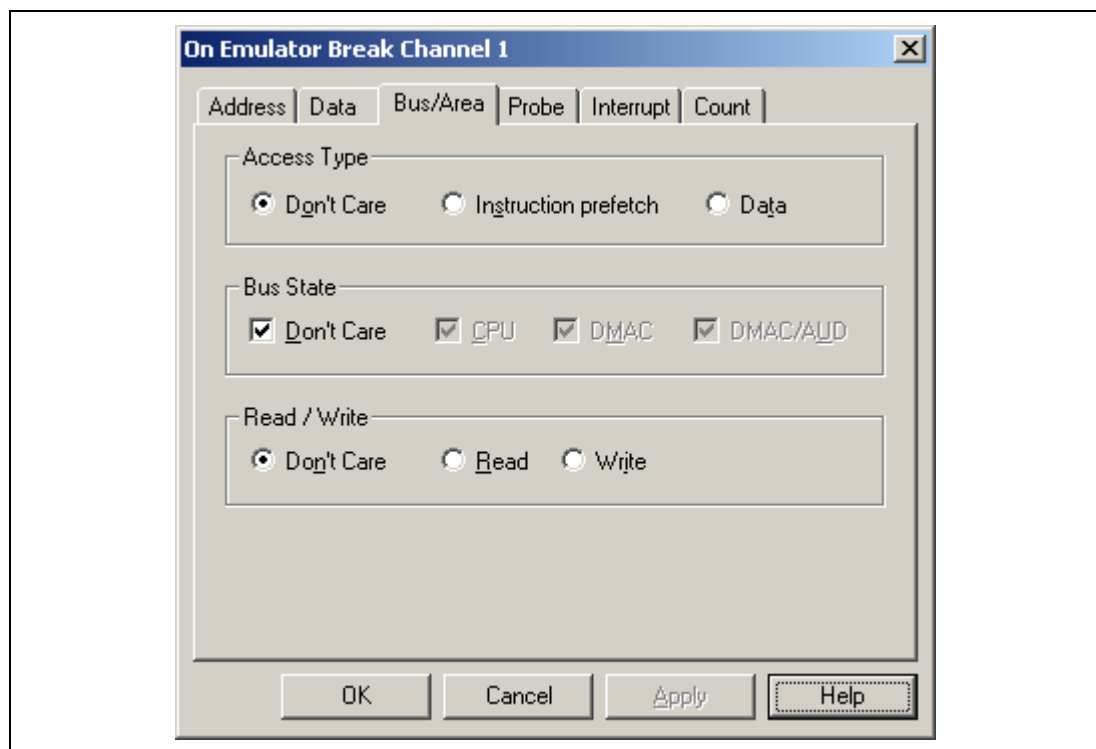 On Emulator Break Channel 1
Address Data Bus/Area Probe Interrupt Count
Access Type
Don't Care Instruction prefetch Data
Bus State
Don't Care CPU DMAC DMAC/AUD
Read / Write
Don't Care Read Write
OK Cancel Apply Help